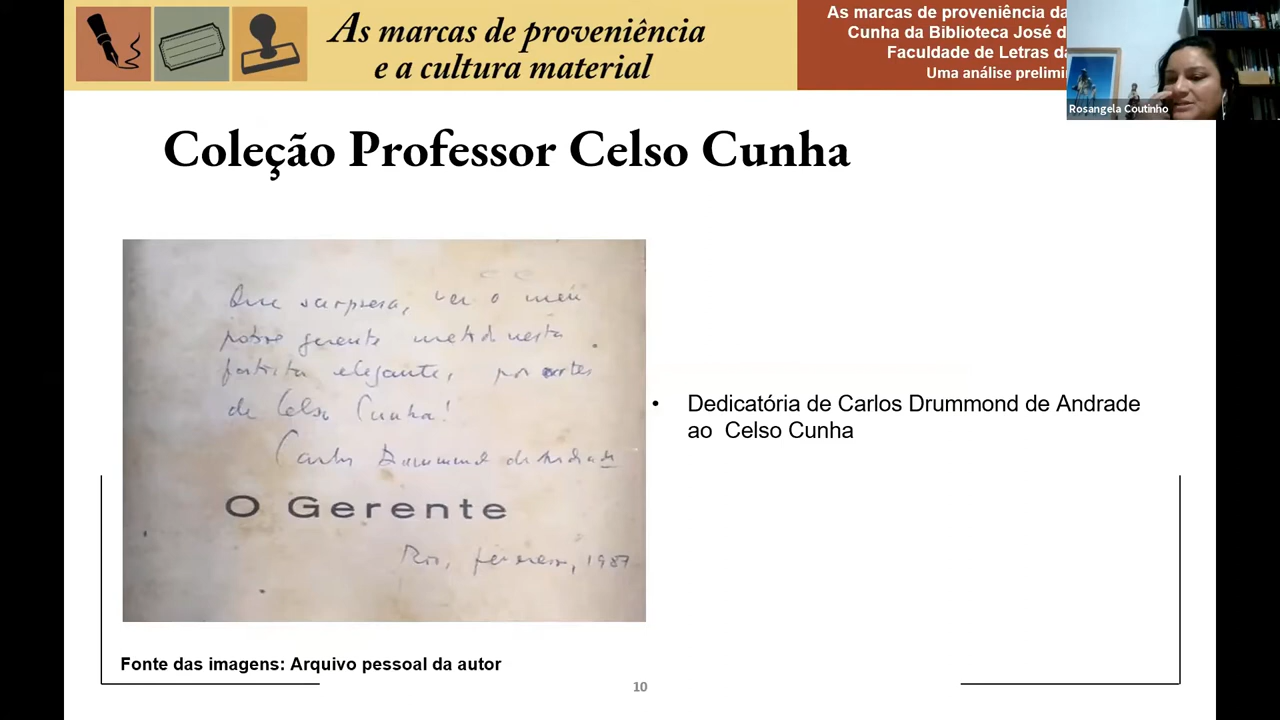 As marcas de proveniência
e a cultura material
As marcas de proveniência da
Cunha da Biblioteca José d
Faculdade de Letras da
Uma análise prelimi
Rosangela Coutinho
Coleção Professor Celso Cunha
Que surpresa, ver o meu
pobre gerente metido nesta
elegante, por artes
de Celso Cunha!
Carlos Drummond de Andrade
O Gerente
Rio, fevereiro, 1987
Dedicatória de Carlos Drummond de Andrade
ao Celso Cunha
Fonte das imagens: Arquivo pessoal da autor
10